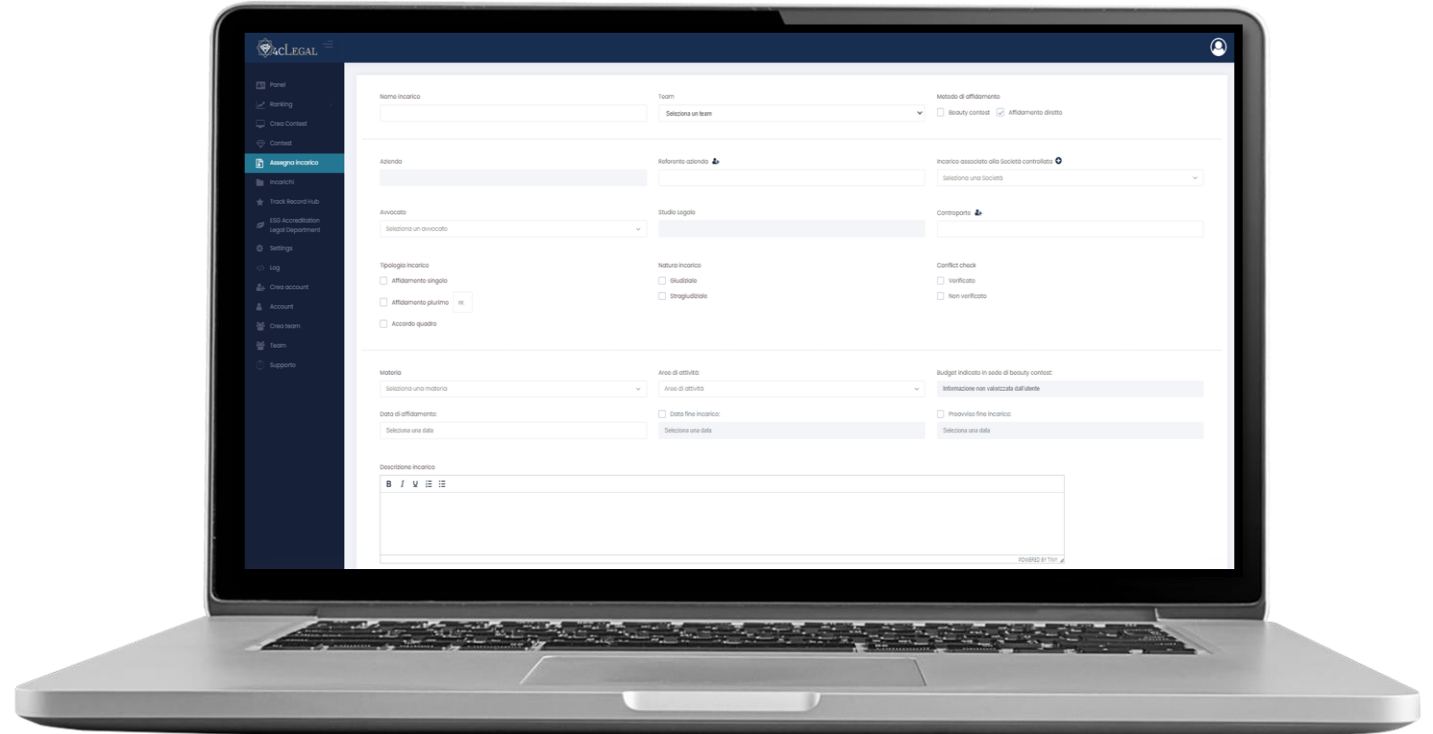 4cLEGAL
Panel
Ranking
Crea Contest
Contest
Assegna incarico
Incarichi
Track Record Hub
ESG Accreditation
Legal Department
Settings
Log
Crea account
Account
Crea team
Team
Supporto
Nome incarico
Team
Metodo di affidamento
Seleziona un team
Beauty contest
Affidamento diretto
Azienda
Referente azienda
Incarico associato alla Società controllata
Seleziona una Società
Avvocato
Studio Legale
Controparte
Seleziona un avvocato
Tipologia incarico
Natura incarico
Conflict check
Affidamento singolo
Giudiziale
Verificato
Affidamento plurimo
nr.
Stragiudiziale
Non verificato
Accordo quadro
Materia
Aree di attività:
Budget indicato in sede di beauty contest:
Seleziona una materia
Aree di attività
Informazione non valorizzata dall'utente
Data di affidamento:
Data fine incarico:
Preavviso fine incarico:
Seleziona una data
Seleziona una data
Seleziona una data
Descrizione incarico
B I U
POWERED BY TINY